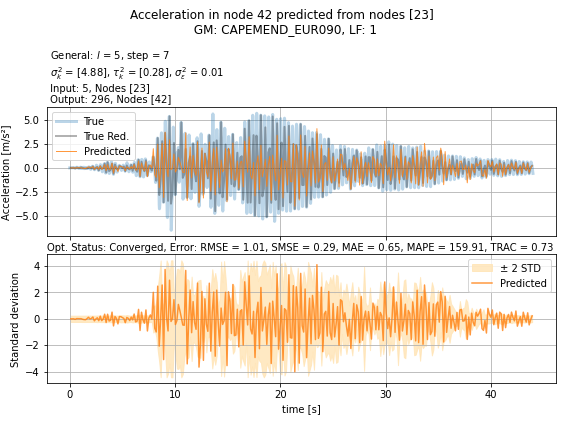 Acceleration in node 42 predicted from nodes [23]
GM: CAPEMEND_EUR090, LF: 1
General: l = 5, step = 7
σ²ₖ = [4.88], τ²ₖ = [0.28], σ²ₑ = 0.01
Input: 5, Nodes [23]
Output: 296, Nodes [42]
Acceleration [m/s²]
5.0
2.5
0.0
−2.5
−5.0
True
True Red.
Predicted
Opt. Status: Converged, Error: RMSE = 1.01, SMSE = 0.29, MAE = 0.65, MAPE = 159.91, TRAC = 0.73
Standard deviation
4
2
0
−2
−4
± 2 STD
Predicted
0 10 20 30 40
time [s]